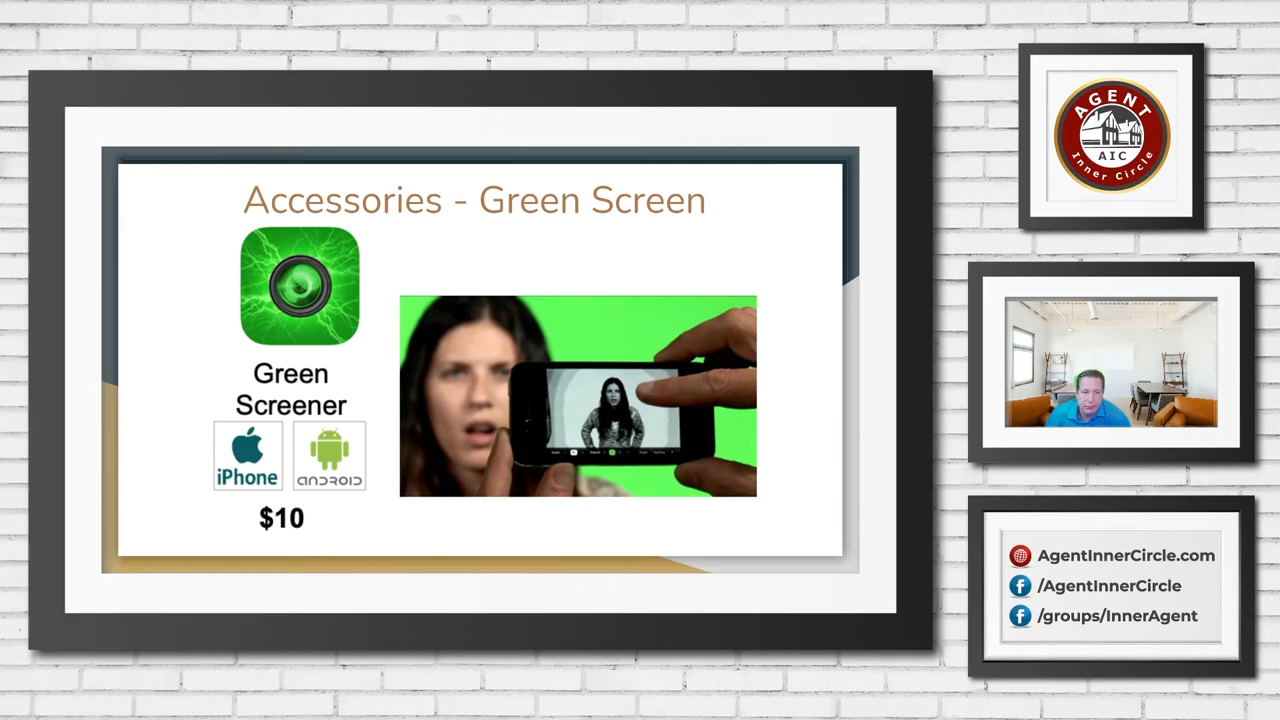 Accessories - Green Screen
Green
Screener
iPhone
ANDROID
$10
AGENT
AIC
Inner Circle
AgentInnerCircle.com
/AgentInnerCircle
/groups/InnerAgent